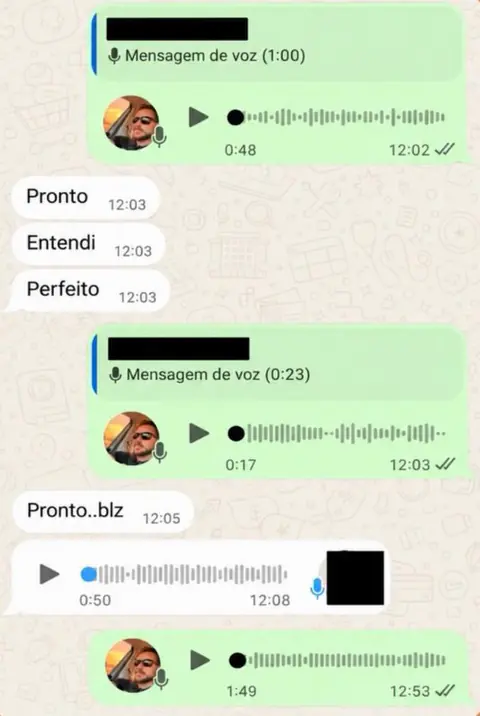 Mensagem de voz (1:00)
0:48 12:02
Pronto 12:03
Entendi 12:03
Perfeito 12:03
Mensagem de voz (0:23)
0:17 12:03
Pronto..blz 12:05
0:50 12:08
1:49 12:53